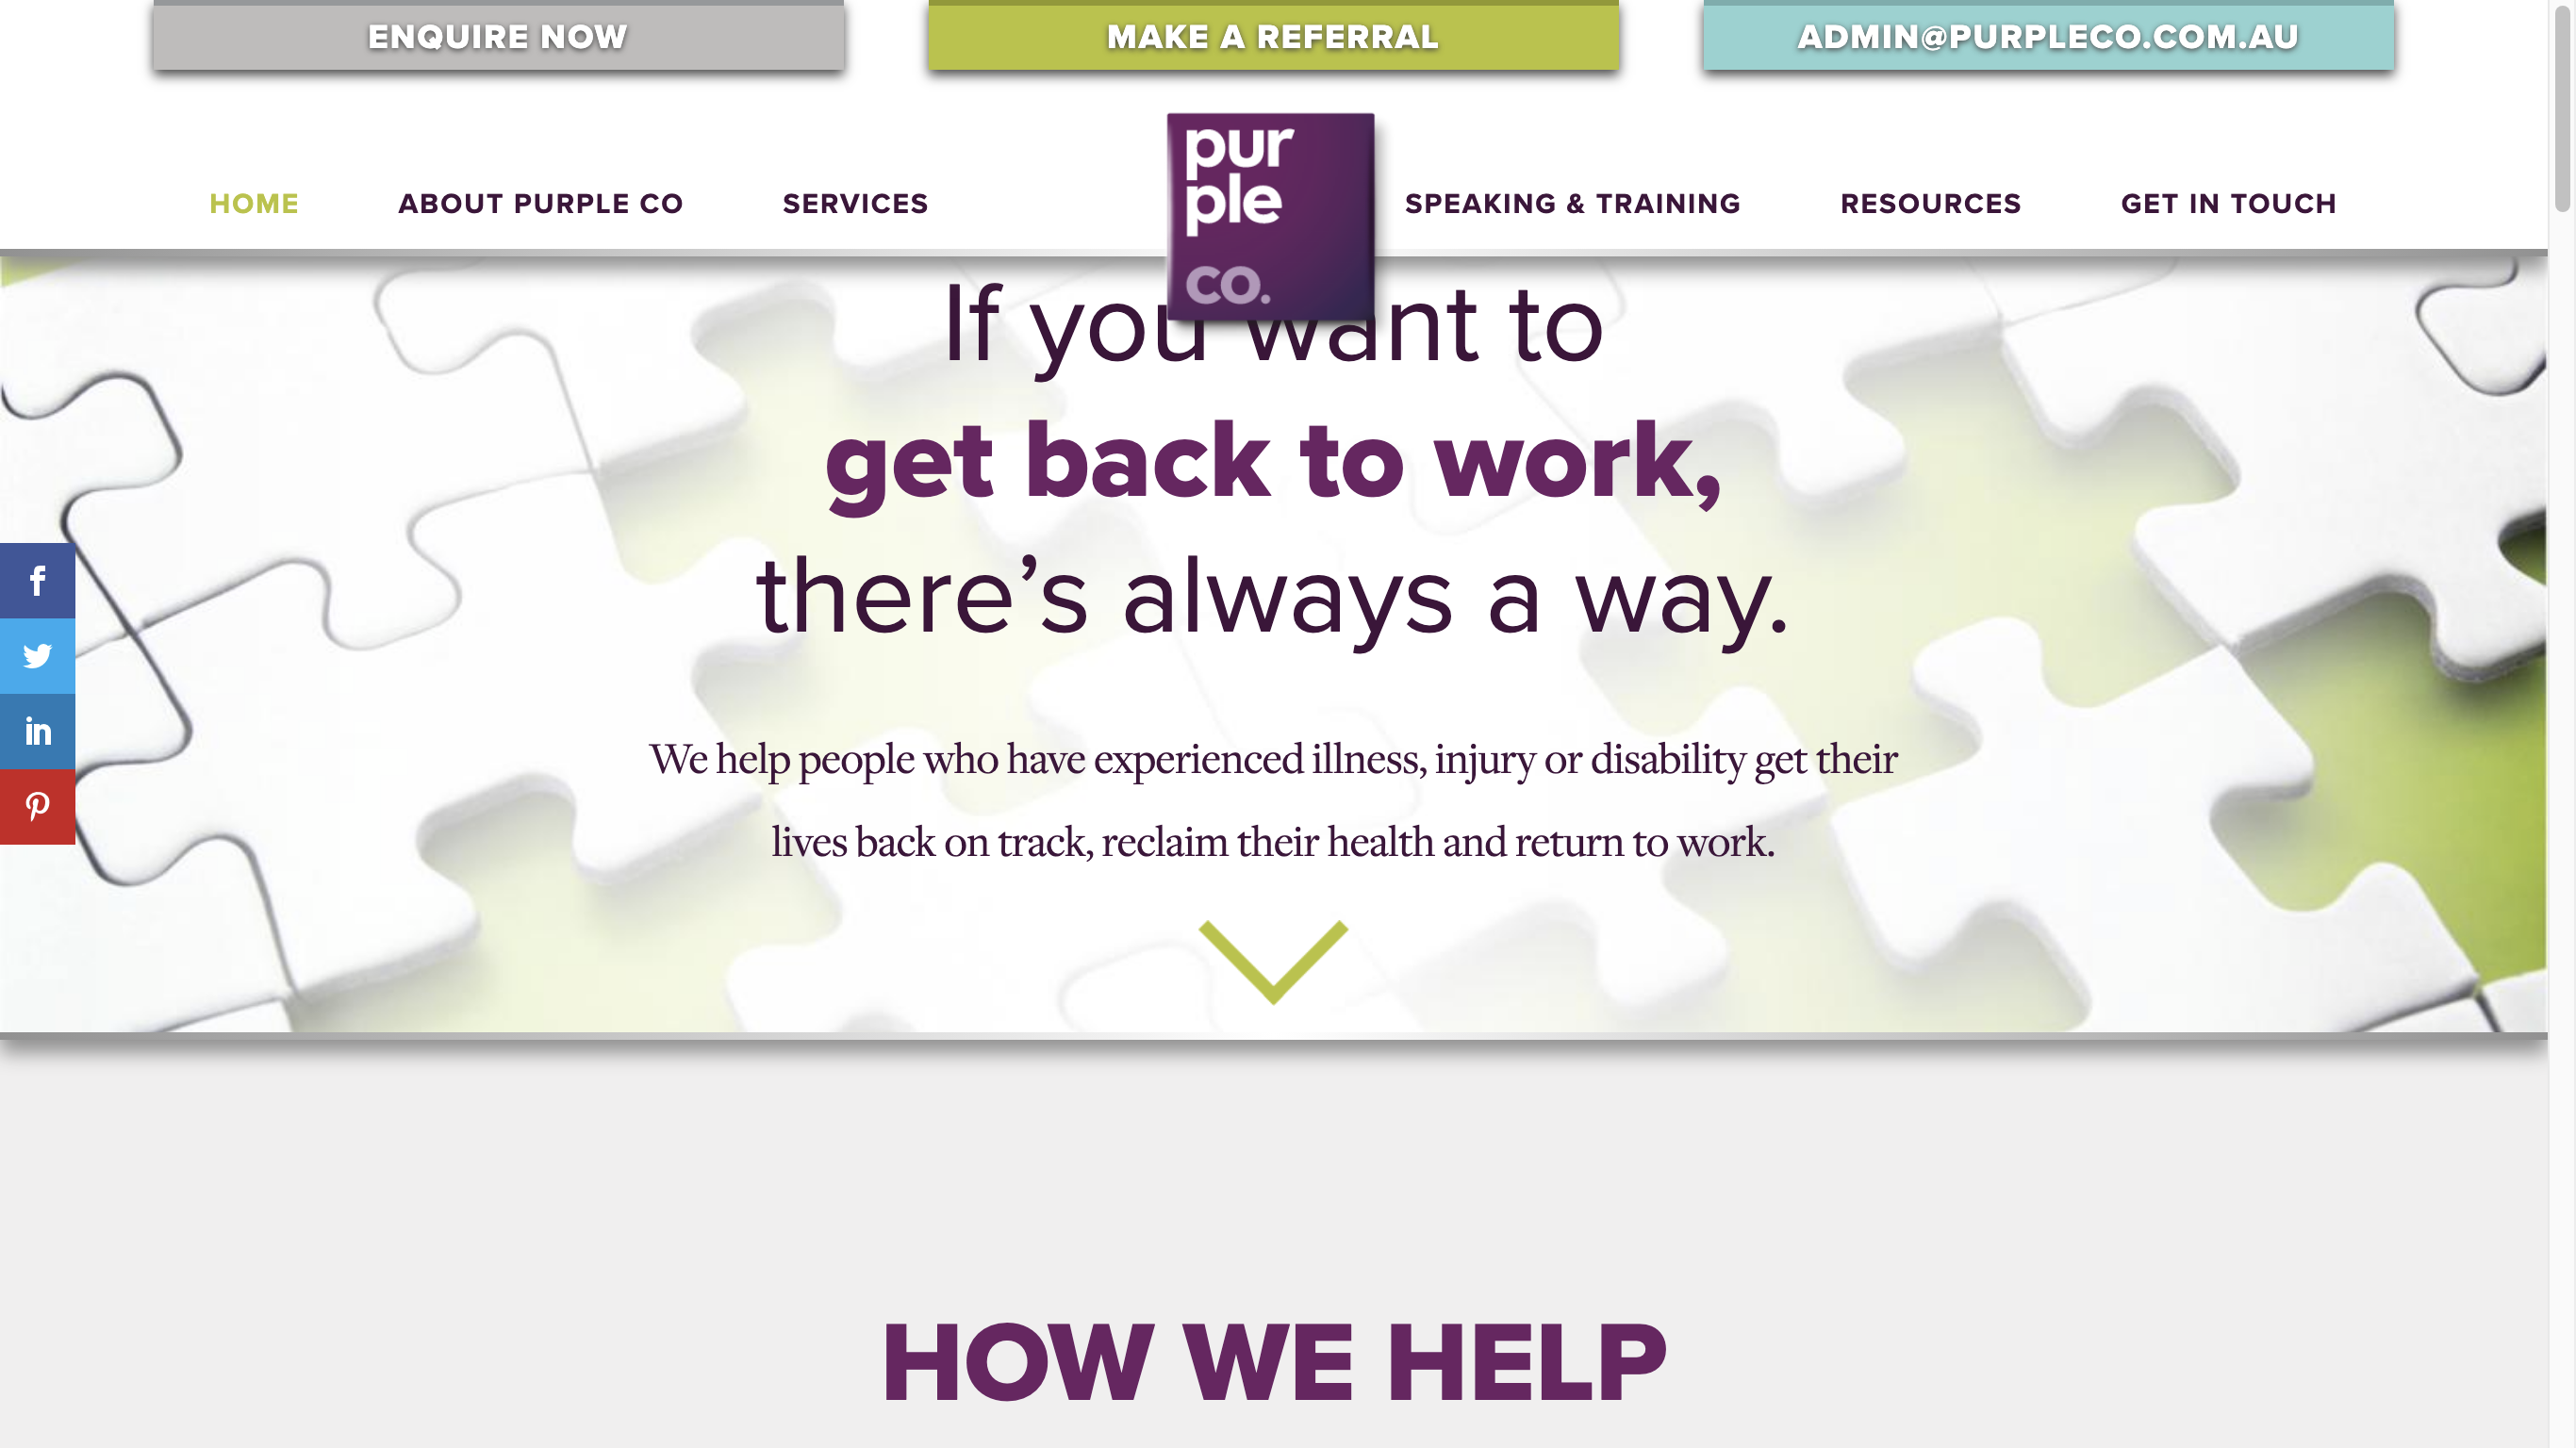 ENQUIRE NOW
MAKE A REFERRAL
ADMIN@PURPLECO.COM.AU
HOME
ABOUT PURPLE CO
SERVICES
pur
ple
co.
SPEAKING & TRAINING
RESOURCES
GET IN TOUCH
If you want to
get back to work,
there’s always a way.
We help people who have experienced illness, injury or disability get their
lives back on track, reclaim their health and return to work.
HOW WE HELP